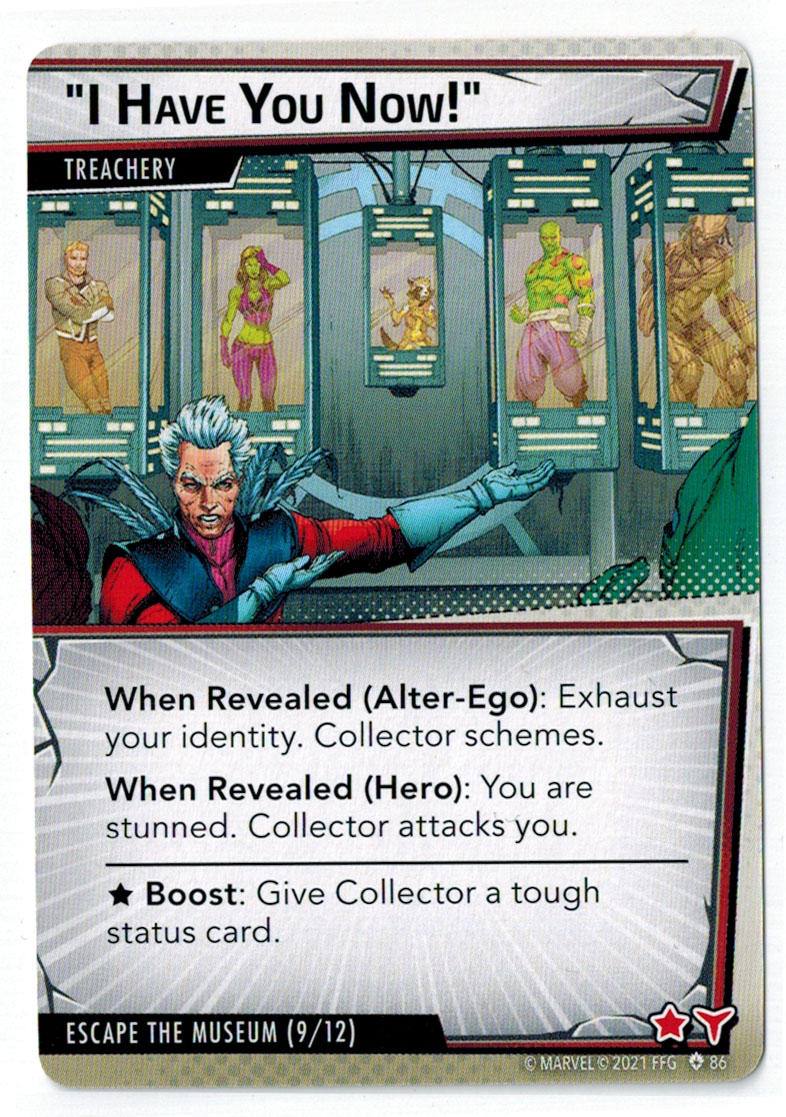 "I Have You Now!"
TREACHERY
When Revealed (Alter-Ego): Exhaust
your identity. Collector schemes.
When Revealed (Hero): You are
stunned. Collector attacks you.
★ Boost: Give Collector a tough
status card.
ESCAPE THE MUSEUM (9/12)
© MARVEL © 2021 FFG 86